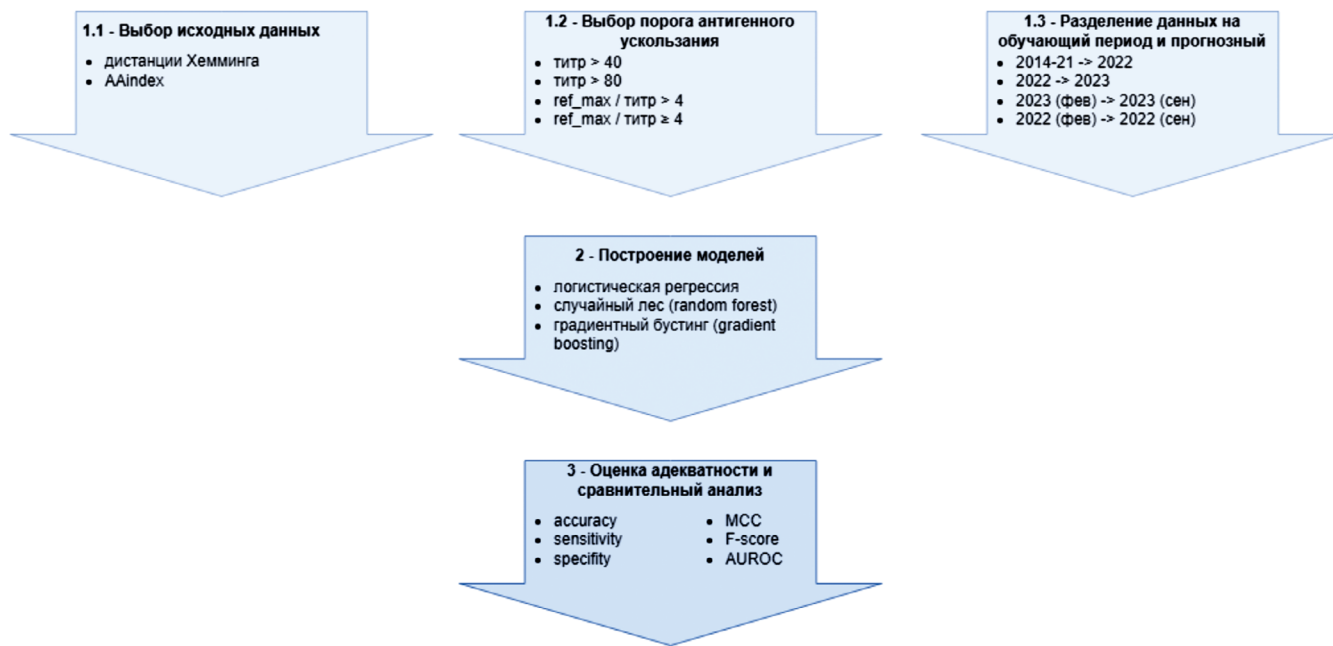 1.1 - Выбор исходных данных
• дистанции Хемминга
• AAindex
1.2 - Выбор порога антигенного
ускользания
• титр > 40
• титр > 80
• ref_max / титр > 4
• ref_max / титр ≥ 4
1.3 - Разделение данных на
обучающий период и прогнозный
• 2014-21 -> 2022
• 2022 -> 2023
• 2023 (фев) -> 2023 (сен)
• 2022 (фев) -> 2022 (сен)
2 - Построение моделей
• логистическая регрессия
• случайный лес (random forest)
• градиентный бустинг (gradient
boosting)
3 - Оценка адекватности и
сравнительный анализ
• accuracy
• sensitivity
• specifity
• MCC
• F-score
• AUROC